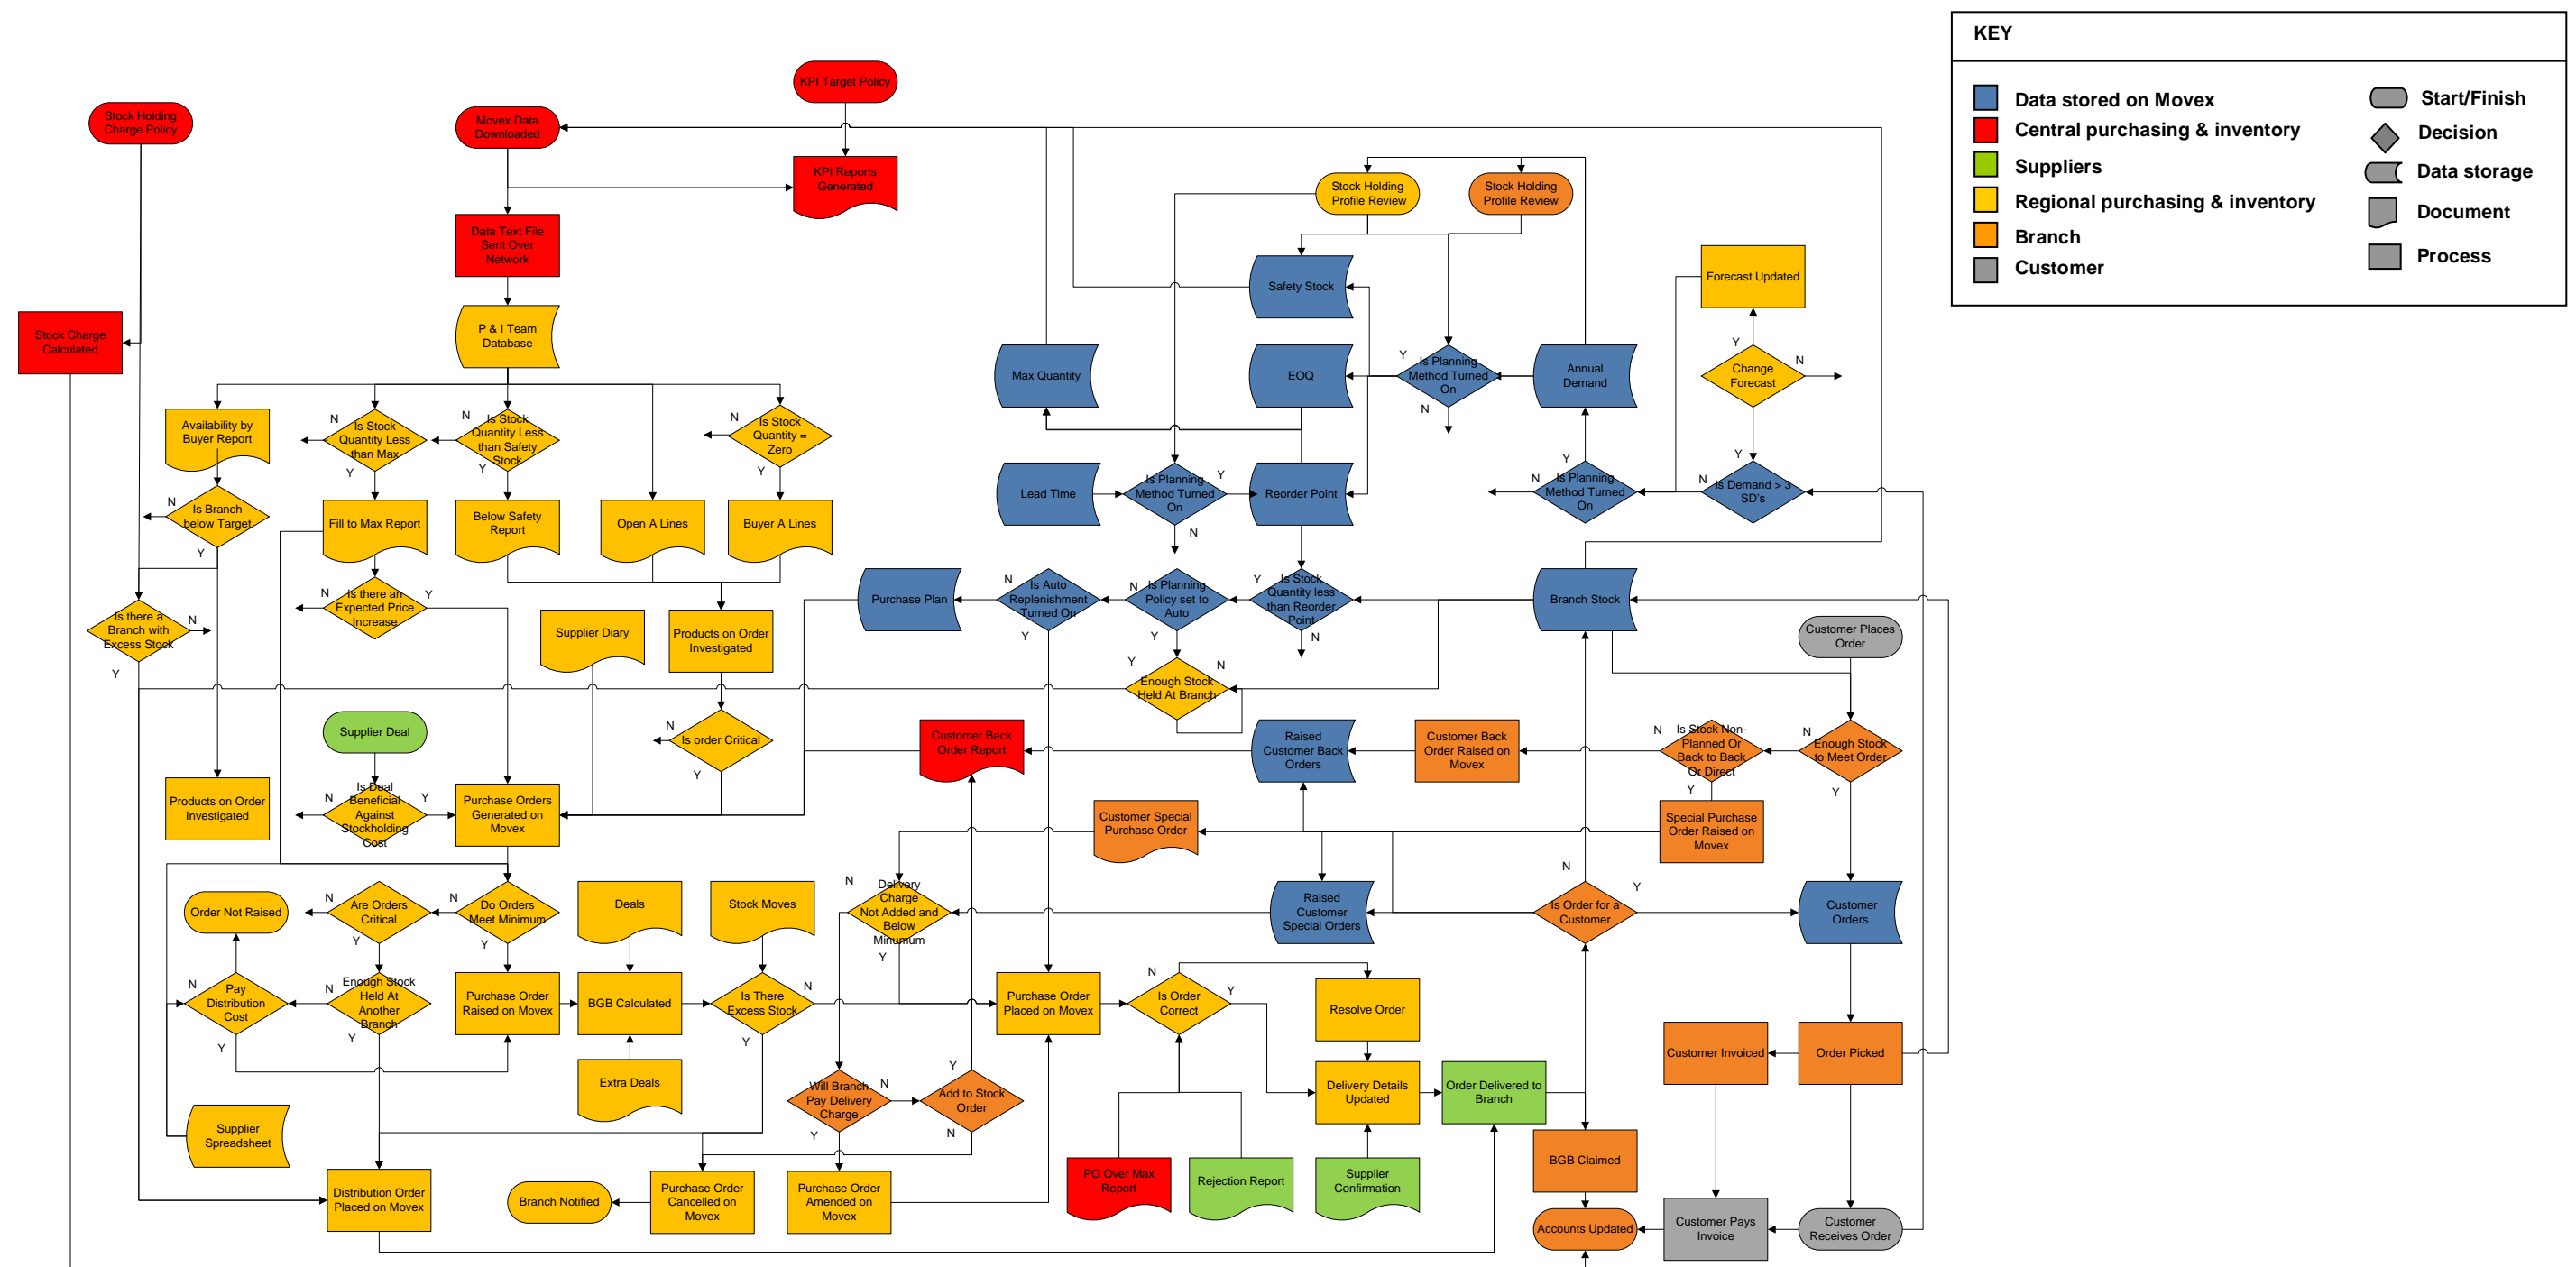 KEY
Data stored on Movex
Central purchasing & inventory
Suppliers
Regional purchasing & inventory
Branch
Customer
Start/Finish
Decision
Data storage
Document
Process
KPI Target Policy
Stock Holding
Charge Policy
Movex Data
Downloaded
KPI Reports
Generated
Stock Holding
Profile Review
Stock Holding
Profile Review
Data Text File
Sent Over
Network
Safety Stock
Forecast Updated
Stock Charge
Calculated
P & I Team
Database
Max Quantity
EOQ
Y
Is Planning
Method Turned
On
N
Annual
Demand
Y
Change
Forecast
N
Y
Availability by
Buyer Report
N
Is Stock
Quantity Less
than Max
Y
N
Is Stock
Quantity Less
than Safety
Stock
Y
N
Is Stock
Quantity =
Zero
Y
N
Is Branch
below Target
Y
Fill to Max Report
Below Safety
Report
Open A Lines
Buyer A Lines
Lead Time
Is Planning
Method Turned
On
Y
N
Reorder Point
Y
N
Is Planning
Method Turned
On
N
Is Demand > 3
SD's
Is there a
Branch with
Excess Stock
N
Y
N
Is there an
Expected Price
Increase
Y
Supplier Diary
Products on Order
Investigated
Purchase Plan
N
Is Auto
Replenishment
Turned On
Y
N
Is Planning
Policy set to
Auto
Y
Y
Is Stock
Quantity less
than Reorder
Point
N
Branch Stock
Customer Places
Order
Y
N
Enough Stock
Held At Branch
Supplier Deal
N
Is order Critical
Y
Customer Back
Order Report
Raised
Customer Back
Orders
Customer Back
Order Raised on
Movex
N
Is Stock Non-
Planned Or
Back to Back
Or Direct
Y
N
Enough Stock
to Meet Order
Y
Products on Order
Investigated
N
Is Deal
Beneficial
Against
Stockholding
Cost
Y
Purchase Orders
Generated on
Movex
Customer Special
Purchase Order
Special Purchase
Order Raised on
Movex
Order Not Raised
N
Are Orders
Critical
Y
N
Do Orders
Meet Minimum
Y
Deals
Stock Moves
N
Delivery
Charge
Not Added and
Below
Minumum
Y
Raised
Customer
Special Orders
N
Is Order for a
Customer
Y
Customer
Orders
N
Pay
Distribution
Cost
Y
N
Enough Stock
Held At
Another
Branch
Y
Purchase Order
Raised on Movex
BGB Calculated
Is There
Excess Stock
N
Y
Purchase Order
Placed on Movex
N
Is Order
Correct
Y
Resolve Order
Customer Invoiced
Order Picked
Extra Deals
Will Branch
Pay Delivery
Charge
N
Y
Y
Add to Stock
Order
N
Delivery Details
Updated
Order Delivered to
Branch
Supplier
Spreadsheet
BGB Claimed
Distribution Order
Placed on Movex
Branch Notified
Purchase Order
Cancelled on
Movex
Purchase Order
Amended on
Movex
PO Over Max
Report
Rejection Report
Supplier
Confirmation
Accounts Updated
Customer Pays
Invoice
Customer
Receives Order